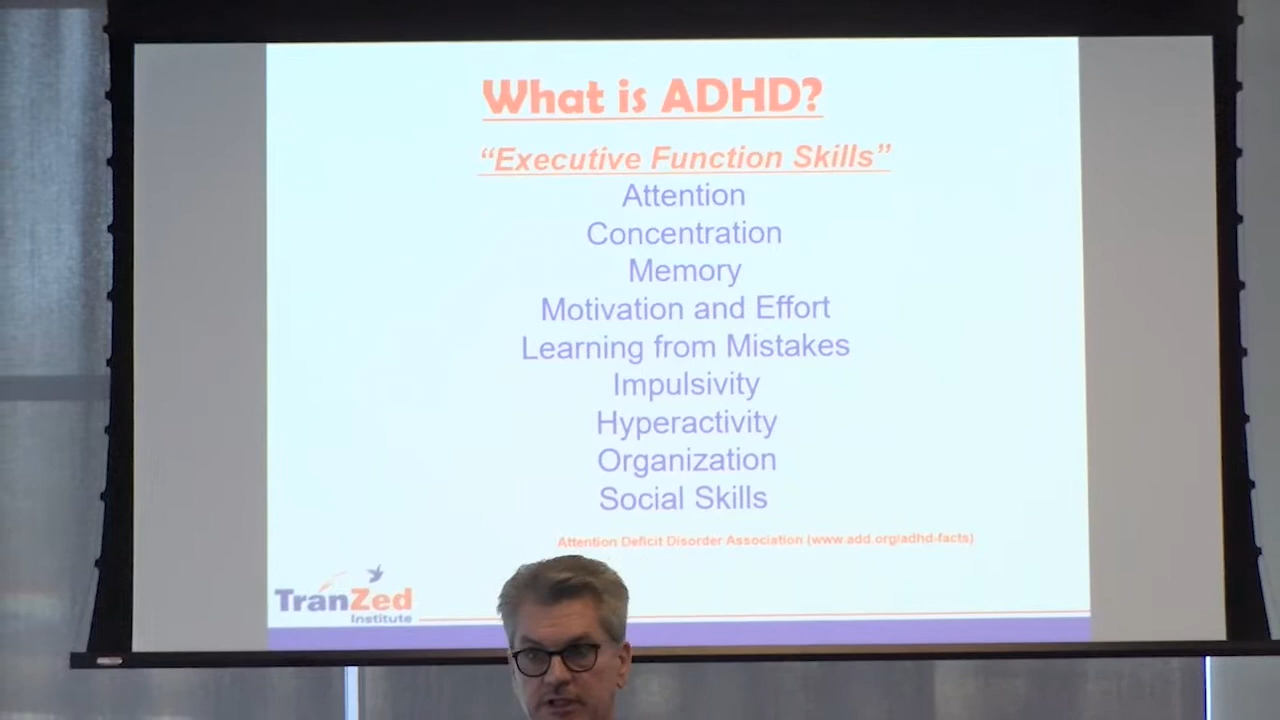 What is ADHD?
“Executive Function Skills”
Attention
Concentration
Memory
Motivation and Effort
Learning from Mistakes
Impulsivity
Hyperactivity
Organization
Social Skills
Attention Deficit Disorder Association (www.add.org/adhd-facts)
TranZed
Institute